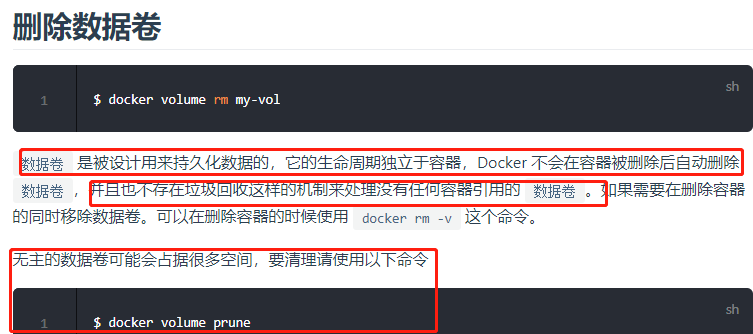 删除数据卷
sh
1 $ docker volume rm my-vol
数据卷 是被设计用来持久化数据的，它的生命周期独立于容器，Docker 不会在容器被删除后自动删除
数据卷 ，并且也不存在垃圾回收这样的机制来处理没有任何容器引用的 数据卷 。如果需要在删除容器
的同时移除数据卷。可以在删除容器的时候使用 docker rm -v 这个命令。
无主的数据卷可能会占据很多空间，要清理请使用以下命令
sh
1 $ docker volume prune